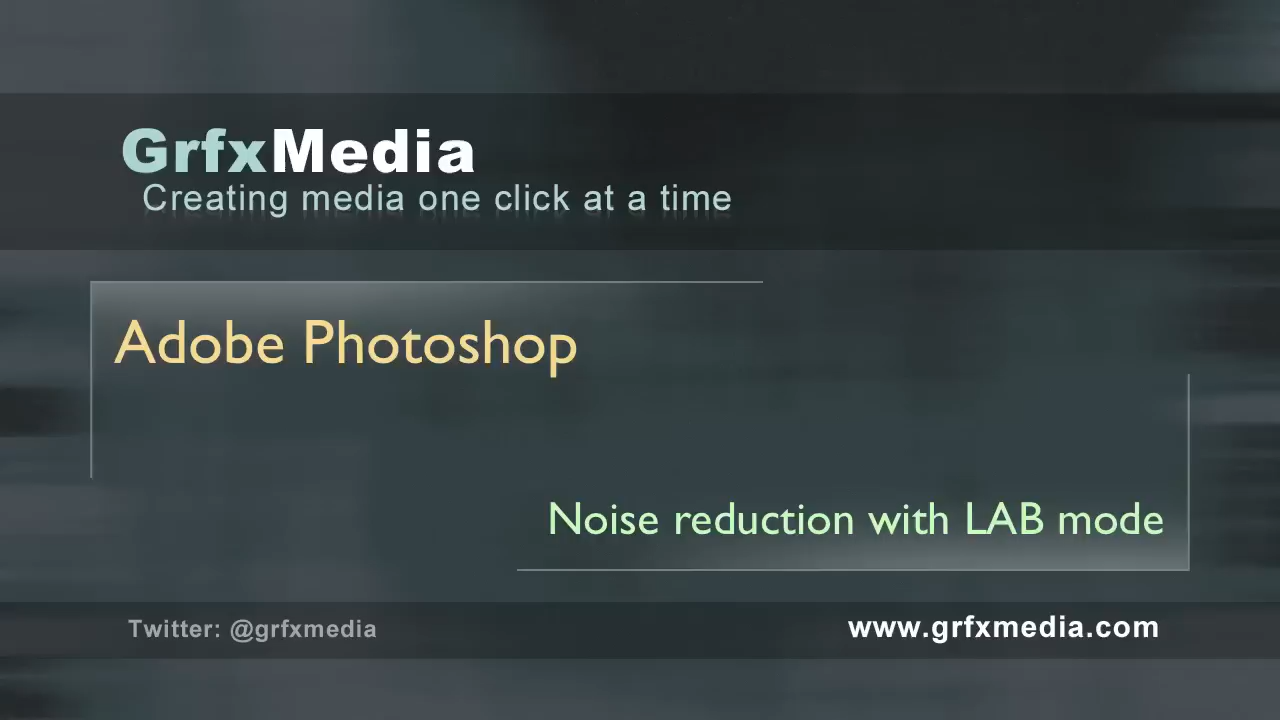 GrfxMedia
Creating media one click at a time
Adobe Photoshop
Noise reduction with LAB mode
Twitter: @grfxmedia
www.grfxmedia.com